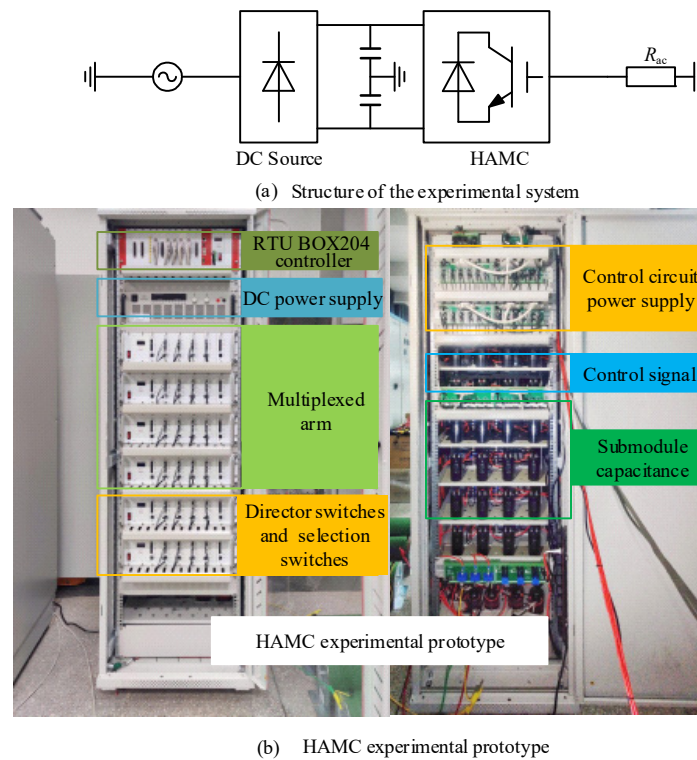 R_ac
DC Source
HAMC
(a) Structure of the experimental system
RTU BOX204
controller
DC power supply
Multiplexed
arm
Director switches
and selection
switches
Control circuit
power supply
Control signal
Submodule
capacitance
HAMC experimental prototype
(b) HAMC experimental prototype